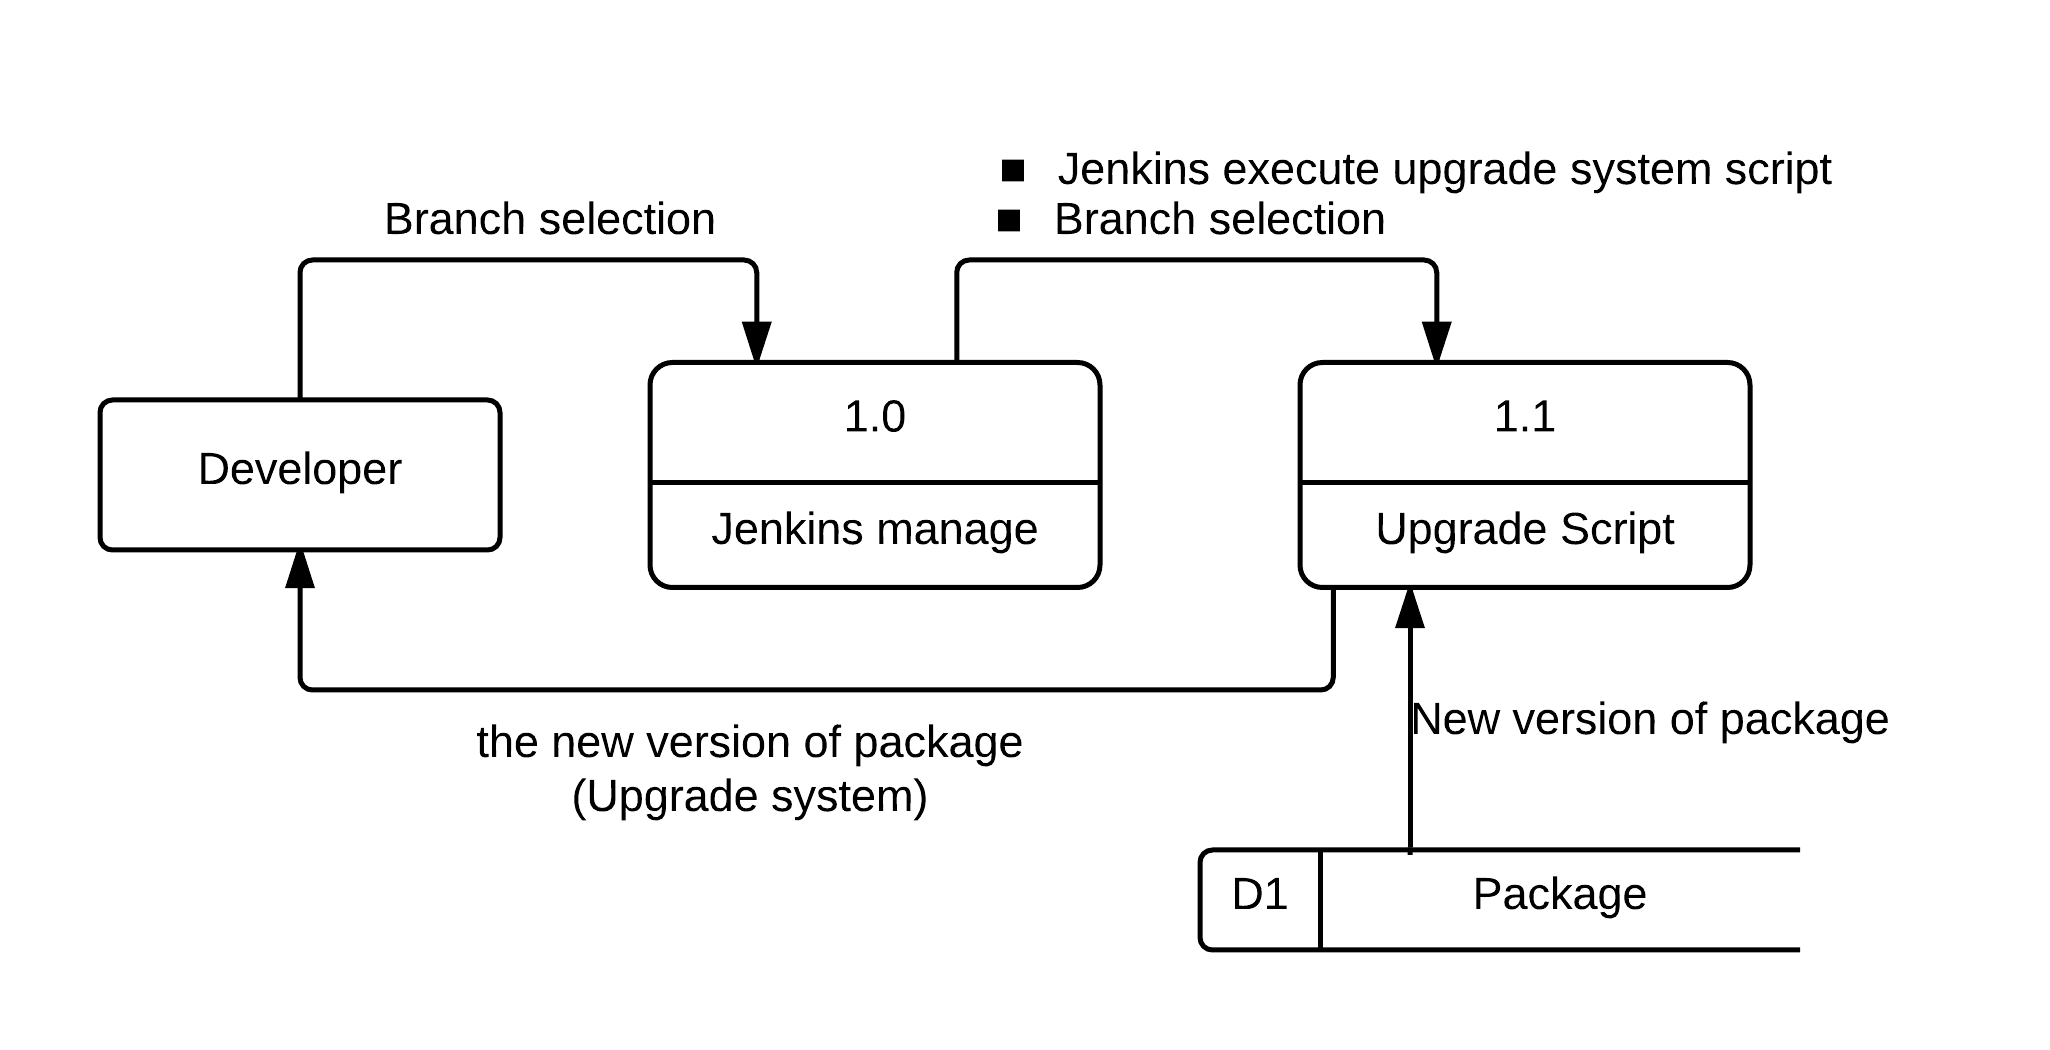 ■ Jenkins execute upgrade system script
Branch selection
■ Branch selection
1.0
1.1
Developer
Jenkins manage
Upgrade Script
New version of package
the new version of package
(Upgrade system)
D1
Package